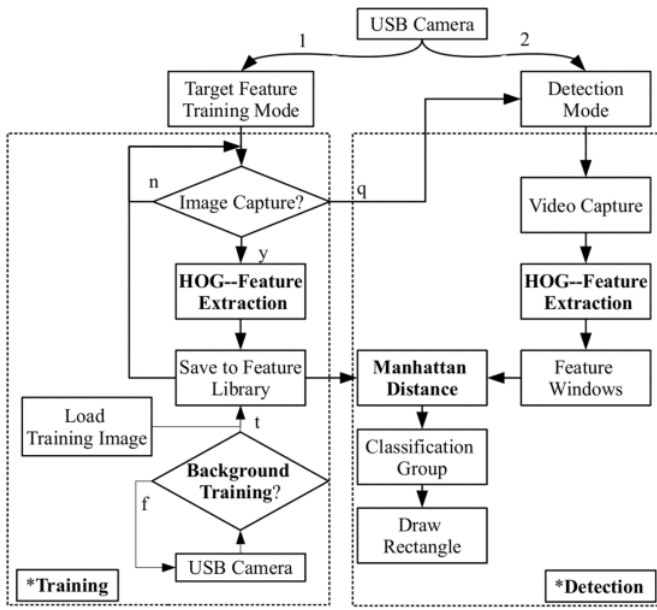 USB Camera
1
2
Target Feature
Training Mode
Detection
Mode
n
Image Capture?
q
Video Capture
y
HOG--Feature
Extraction
HOG--Feature
Extraction
Save to Feature
Library
Manhattan
Distance
Feature
Windows
Load
Training Image
t
Classification
Group
Background
Training?
f
Draw
Rectangle
USB Camera
*Training
*Detection